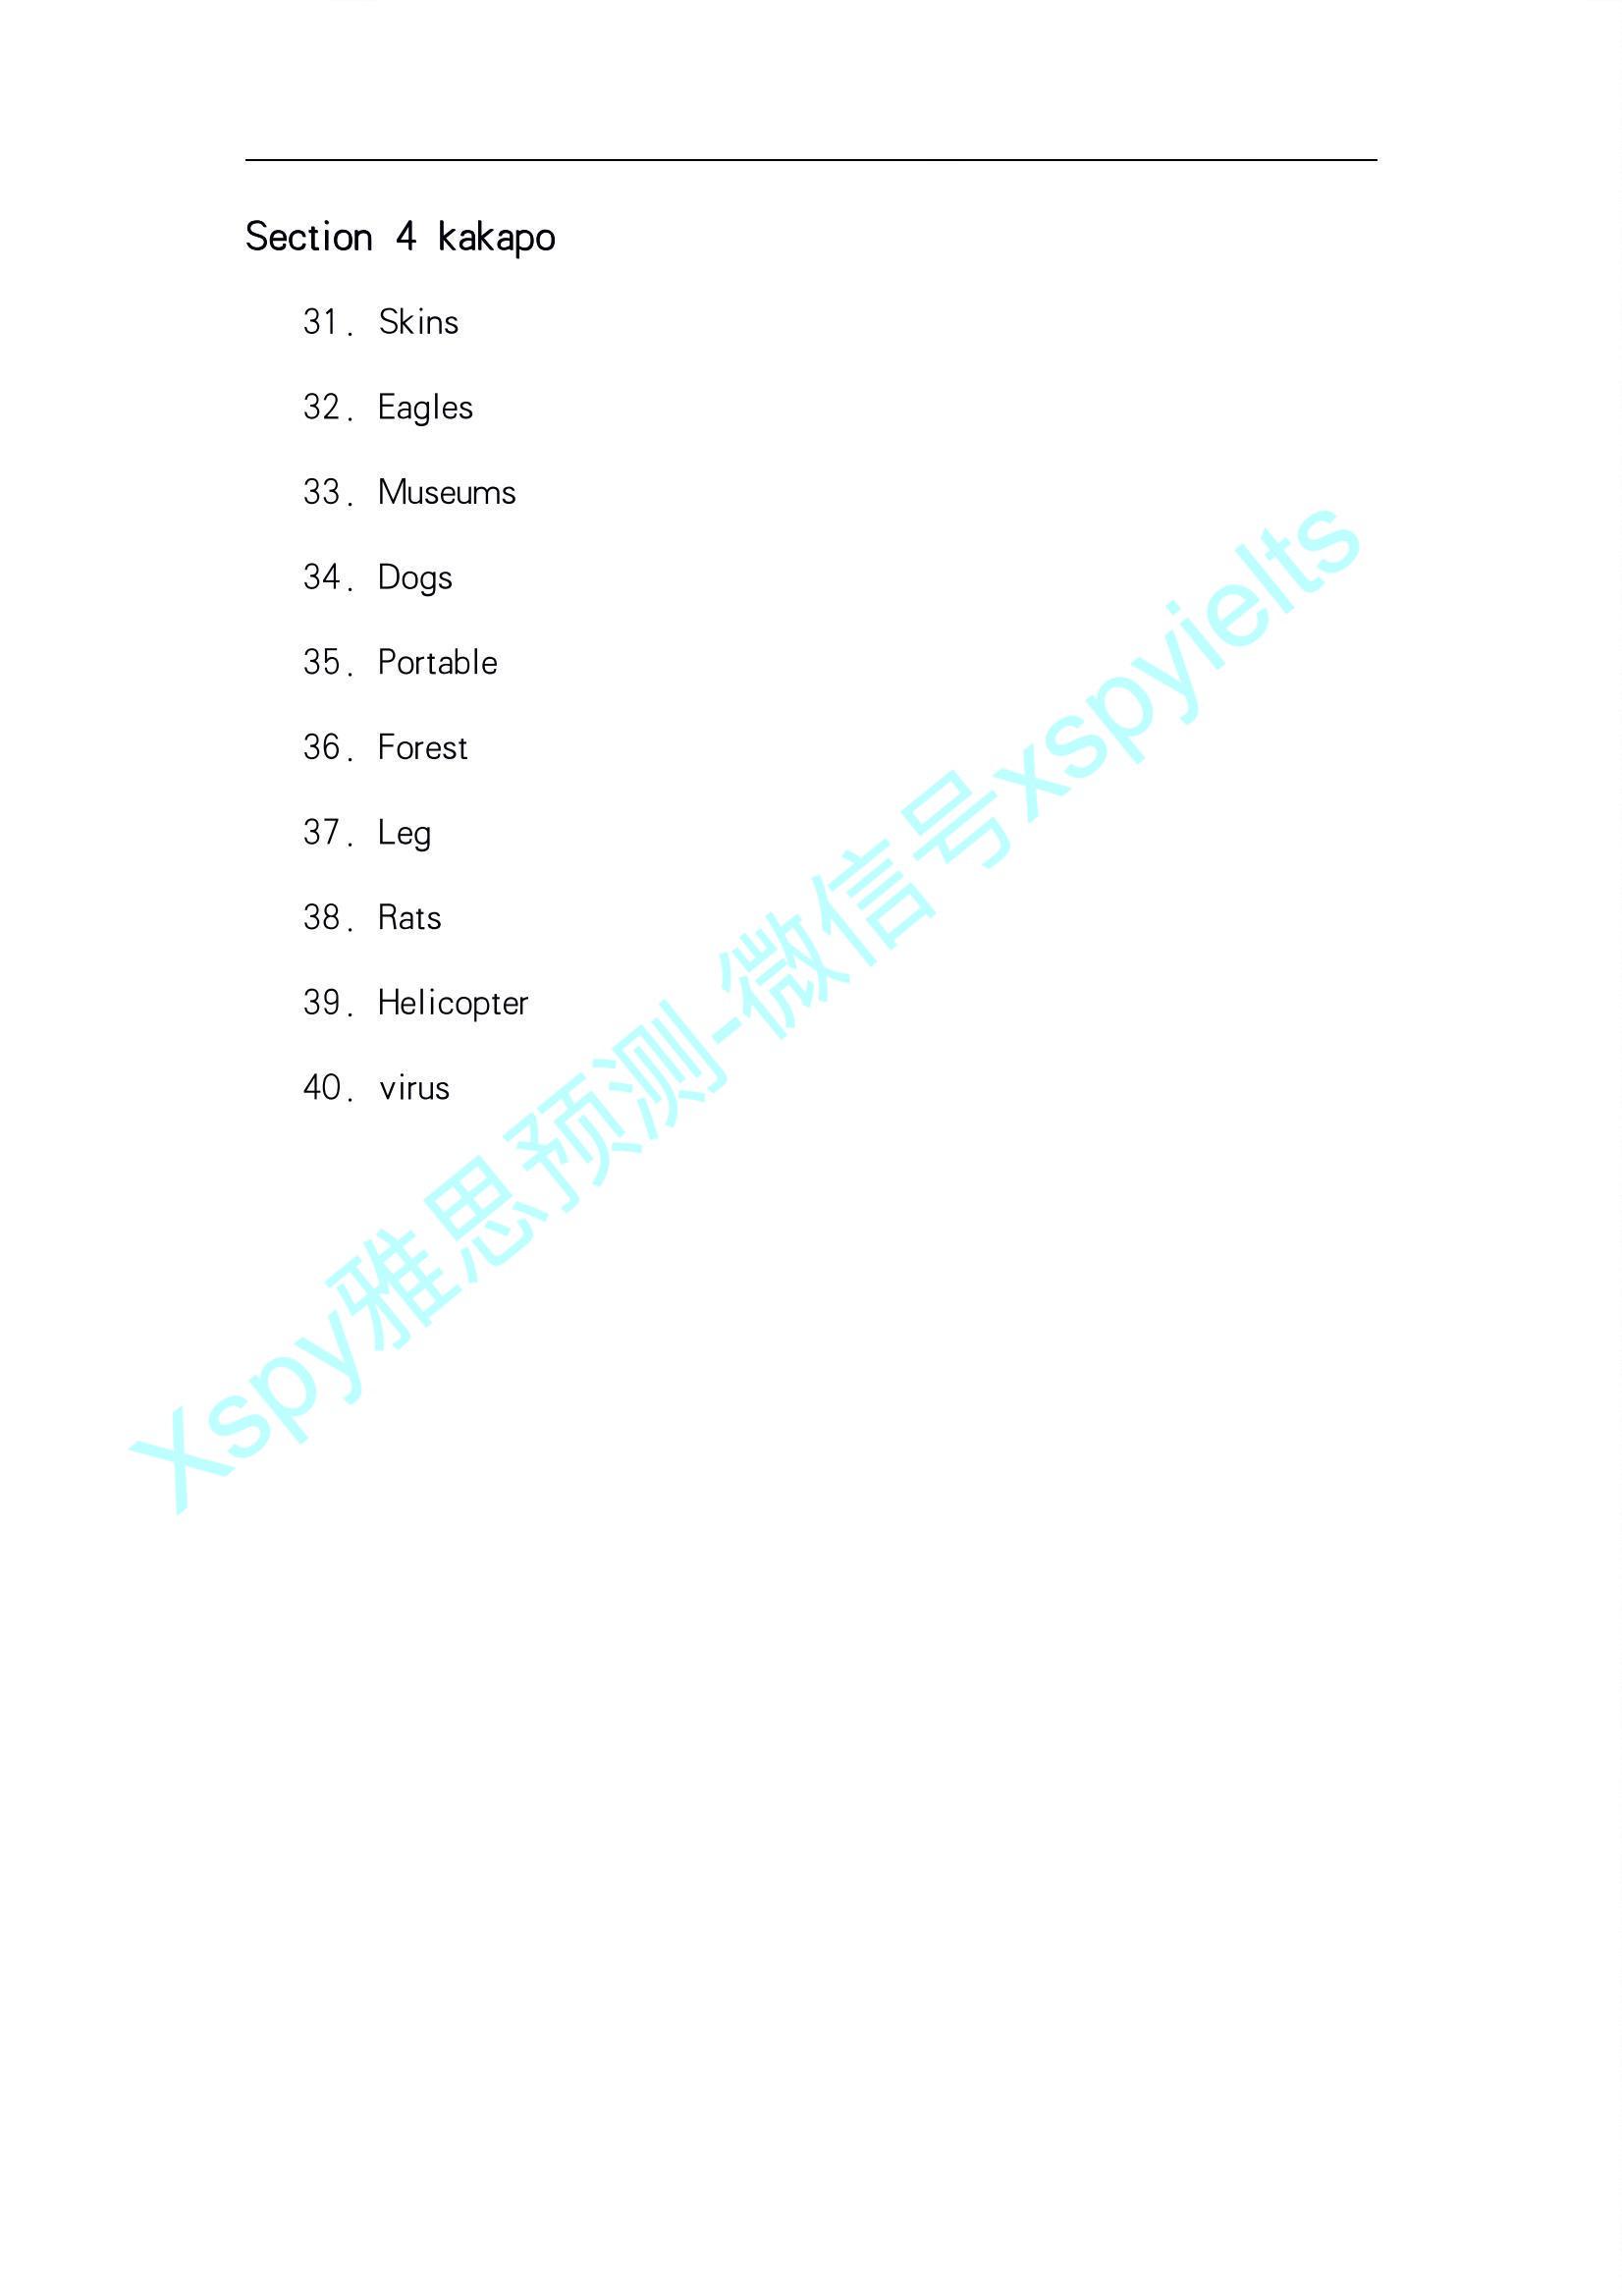 Section 4 kakapo
31. Skins
32. Eagles
33. Museums
34. Dogs
35. Portable
36. Forest
37. Leg
38. Rats
39. Helicopter
40. virus
Xspy雅思预测-微信号xspyielts